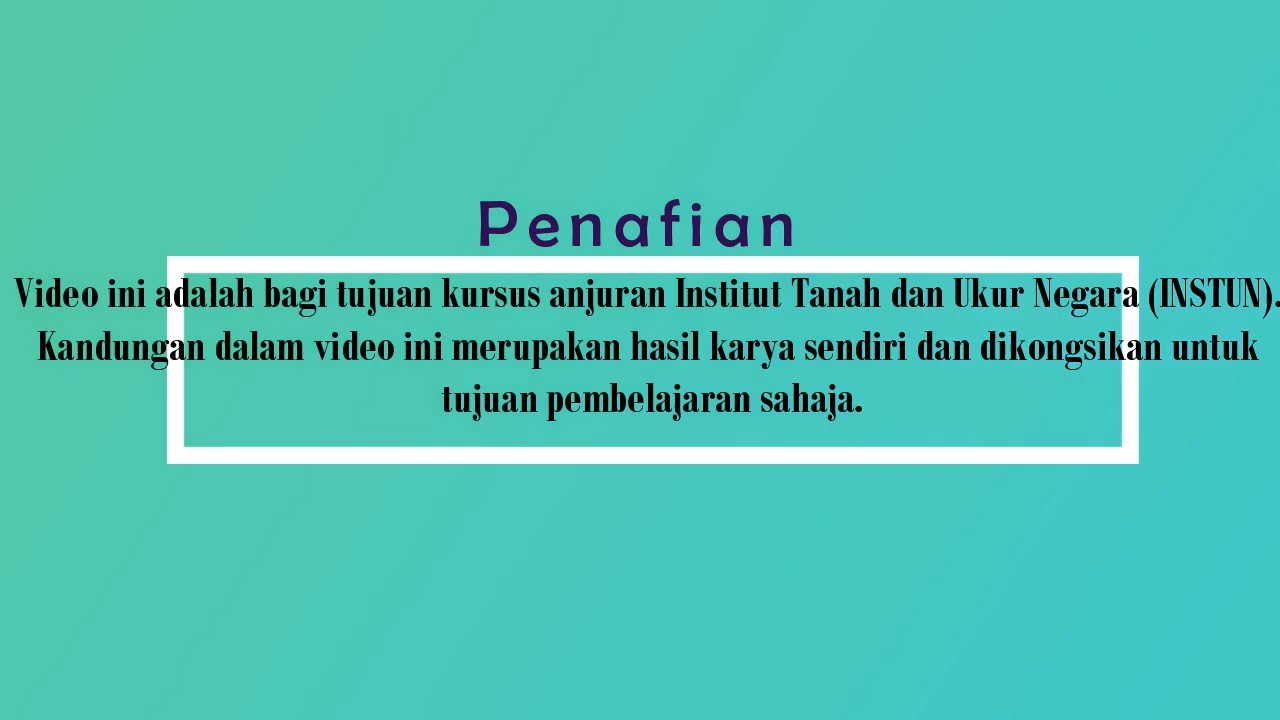 Penafian
Video ini adalah bagi tujuan kursus anjuran Institut Tanah dan Ukur Negara (INSTUN).
Kandungan dalam video ini merupakan hasil karya sendiri dan dikongsikan untuk
tujuan pembelajaran sahaja.